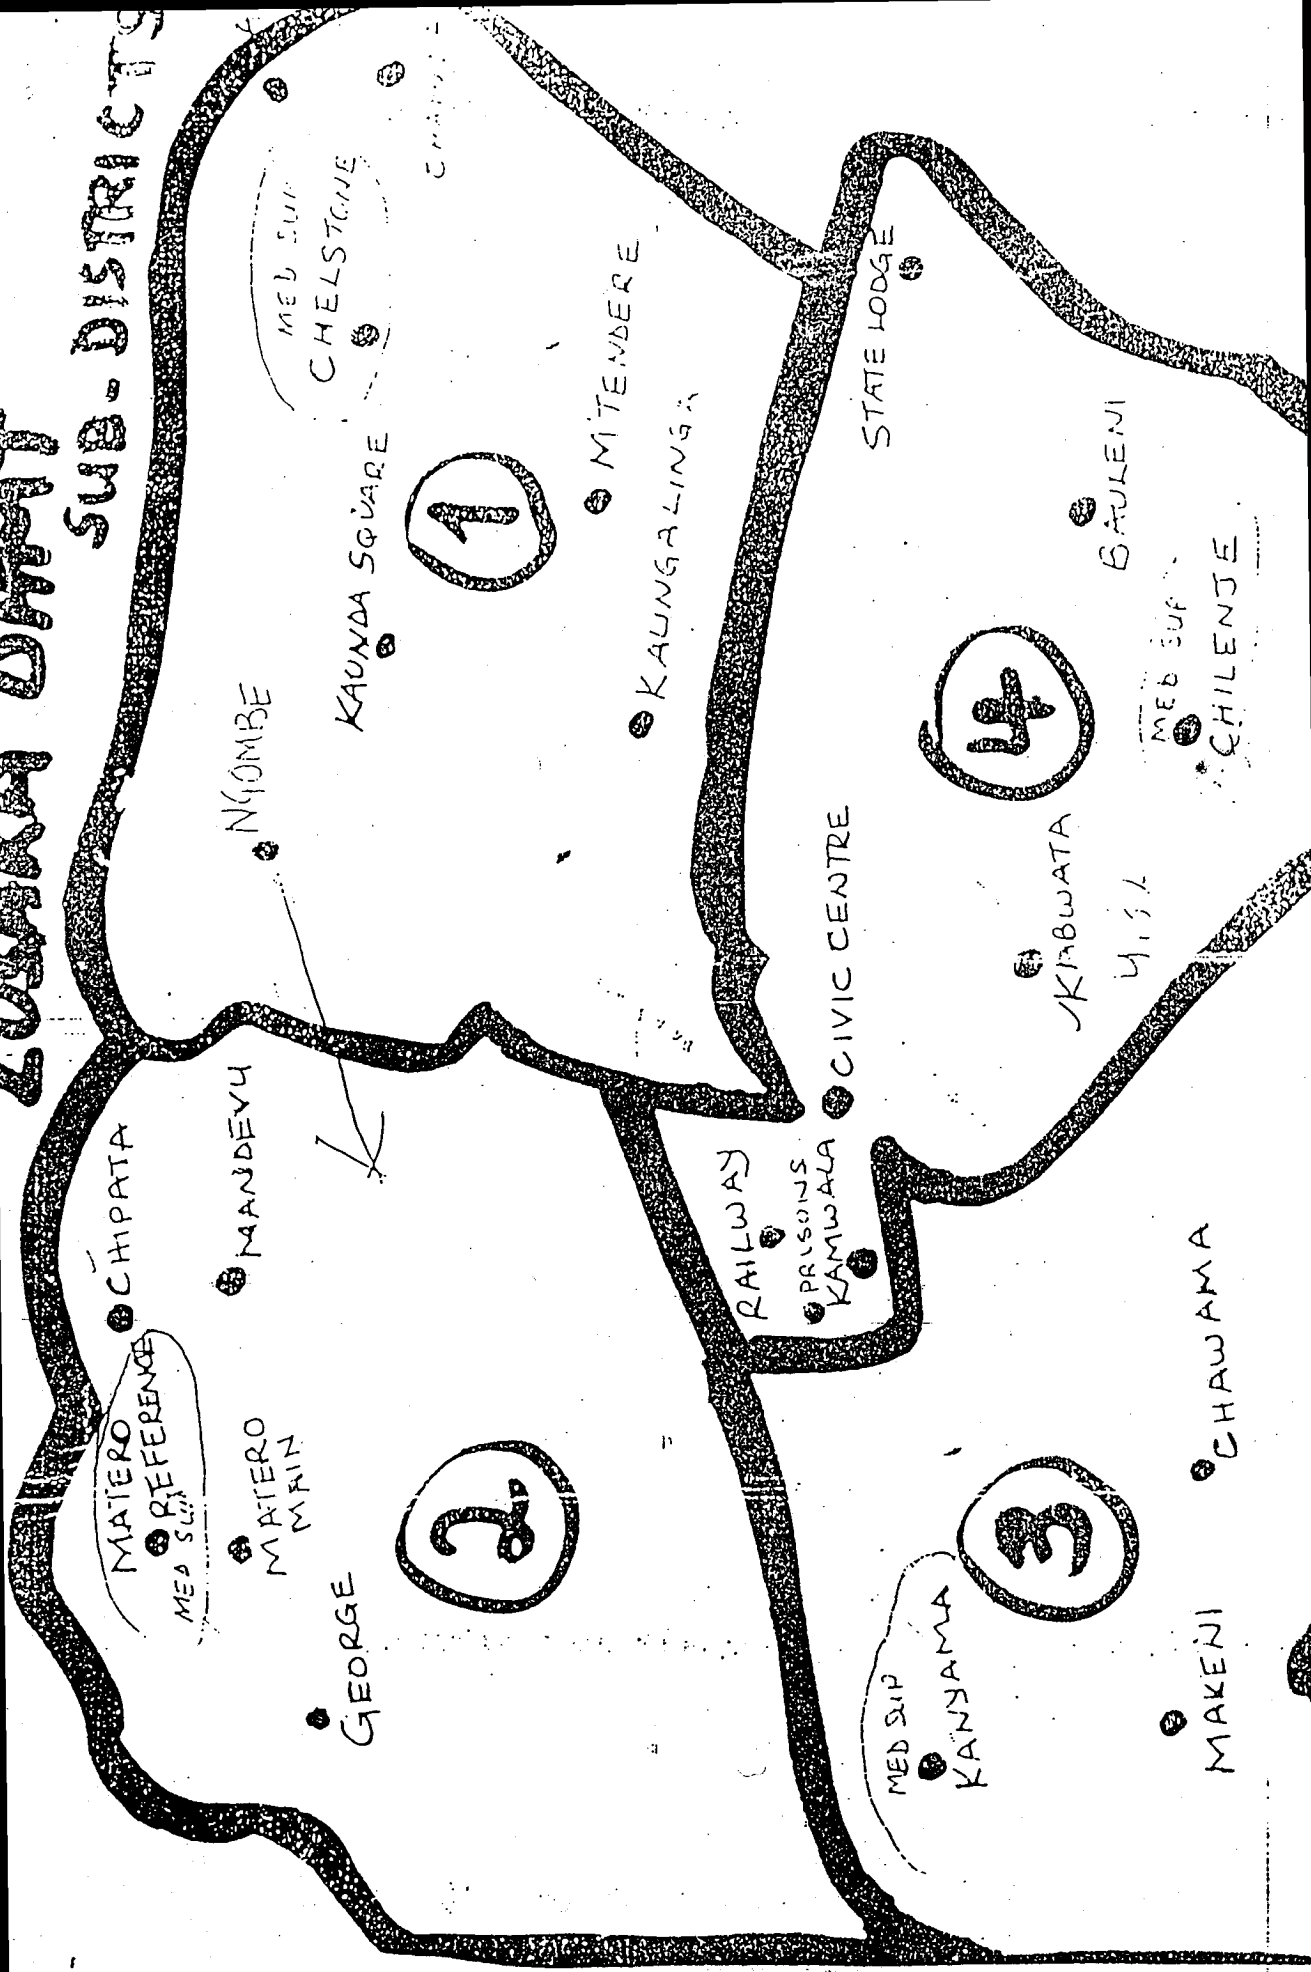 SUB-DISTRICTS
MATERO
REFERENCE
MED SUP
CHIPATA
MANDEVU
MATERO
MAIN
GEORGE
2
NGOMBE
KAUNDA SQUARE
MED SUP
CHELSTONE
1
MITENDERE
KALINGALINGA
RAILWAY
PRISONS
KAMWALA
CIVIC CENTRE
STATE LODGE
MED SUP
KANYAMA
3
MAKENI
CHAWAMA
4
KABWATA
BAULENI
MED SUP
CHILENJE